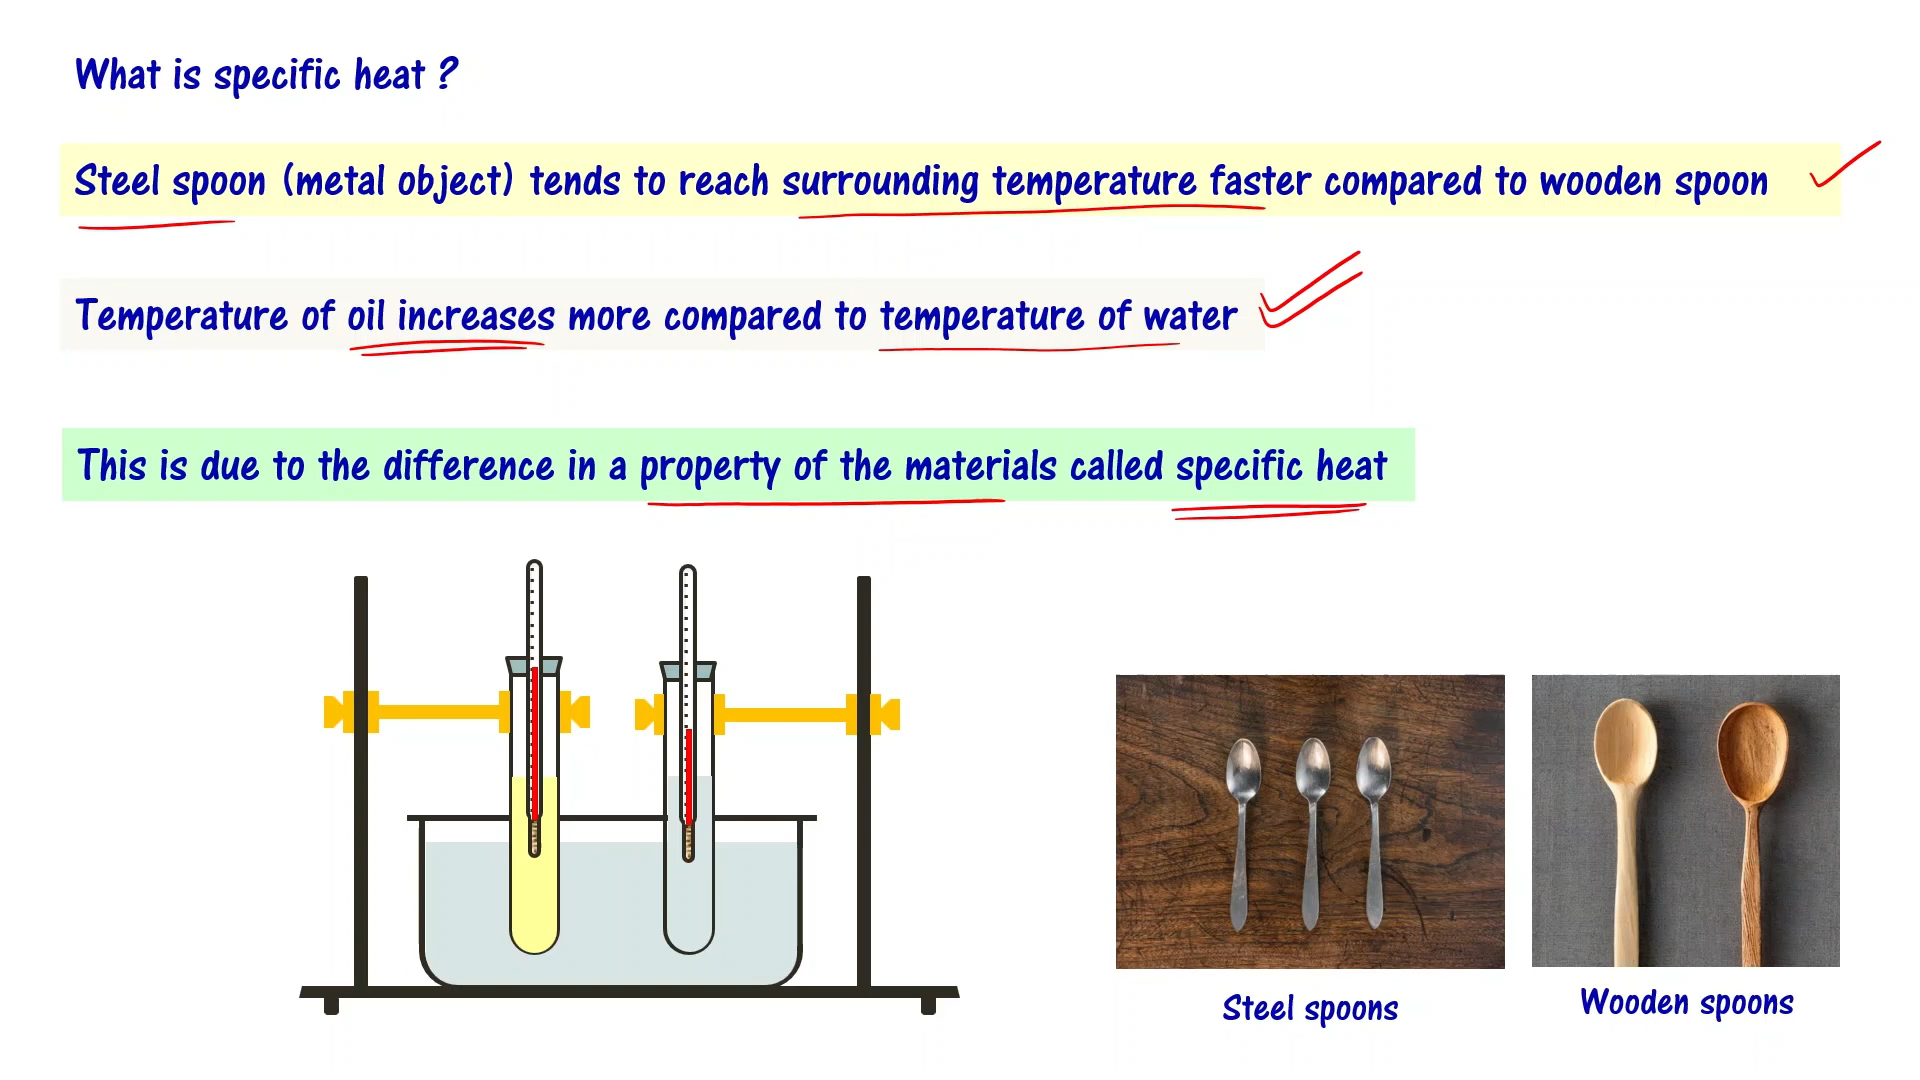 What is specific heat ?
Steel spoon (metal object) tends to reach surrounding temperature faster compared to wooden spoon
Temperature of oil increases more compared to temperature of water
This is due to the difference in a property of the materials called specific heat
Steel spoons
Wooden spoons